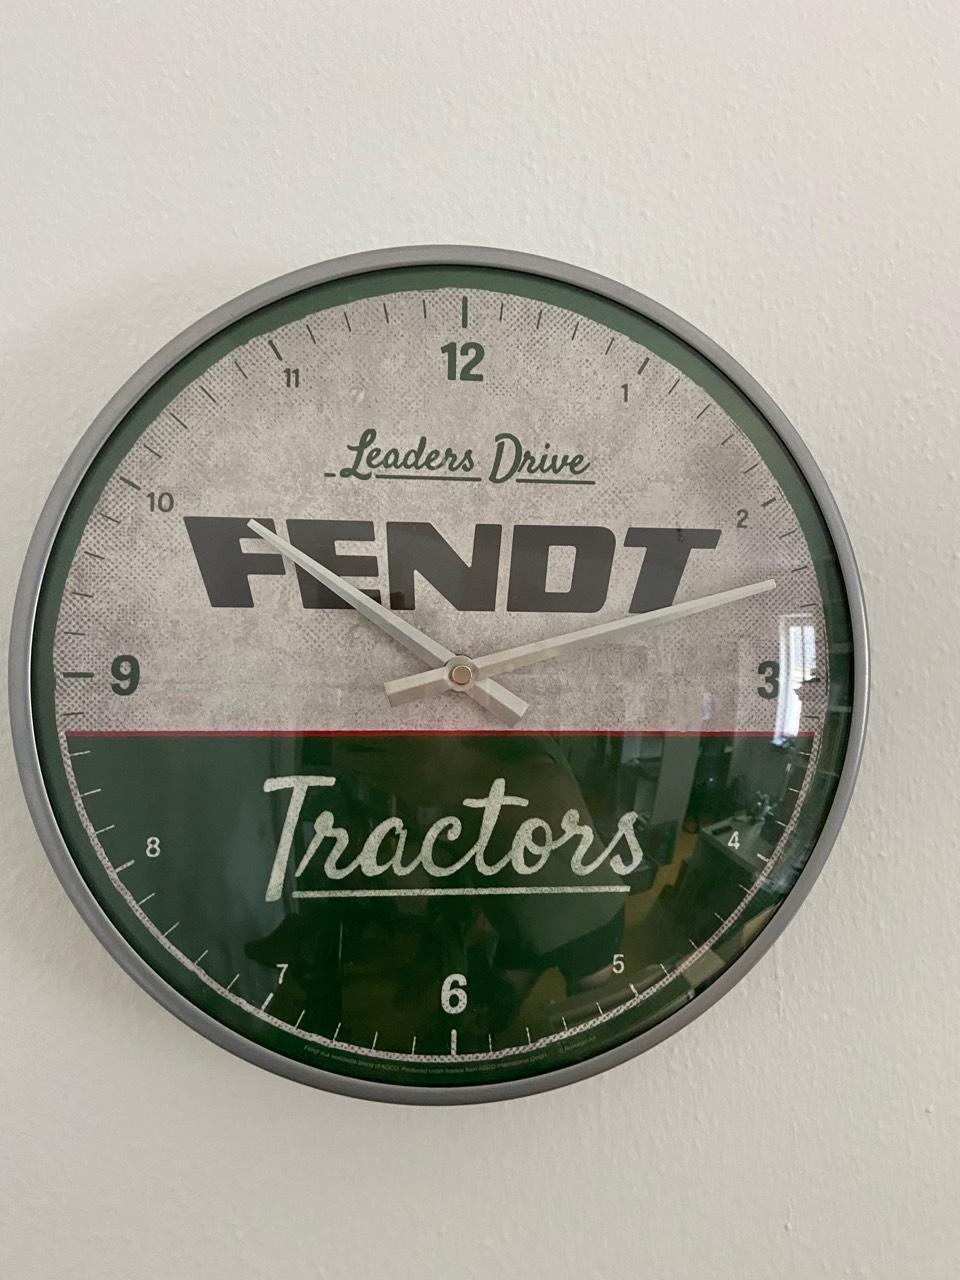 12
11 1
Leaders Drive
10 2
FENDT
9 3
Tractors
8 4
7 5
6